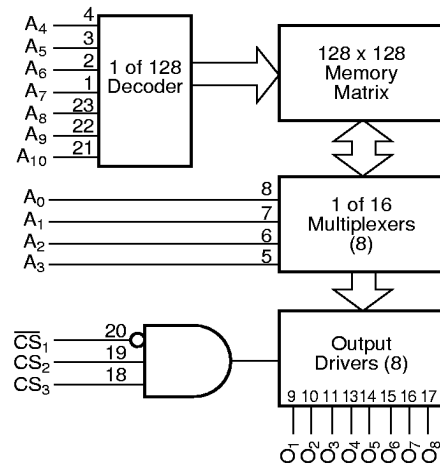 A4 4
A5 3
A6 2
A7 1
A8 23
A9 22
A10 21
1 of 128
Decoder
128 x 128
Memory
Matrix
A0 8
A1 7
A2 6
A3 5
1 of 16
Multiplexers
(8)
C̅S̅1 20
CS2 19
CS3 18
Output
Drivers (8)
9 10 11 13 14 15 16 17
O1 O2 O3 O4 O5 O6 O7 O8